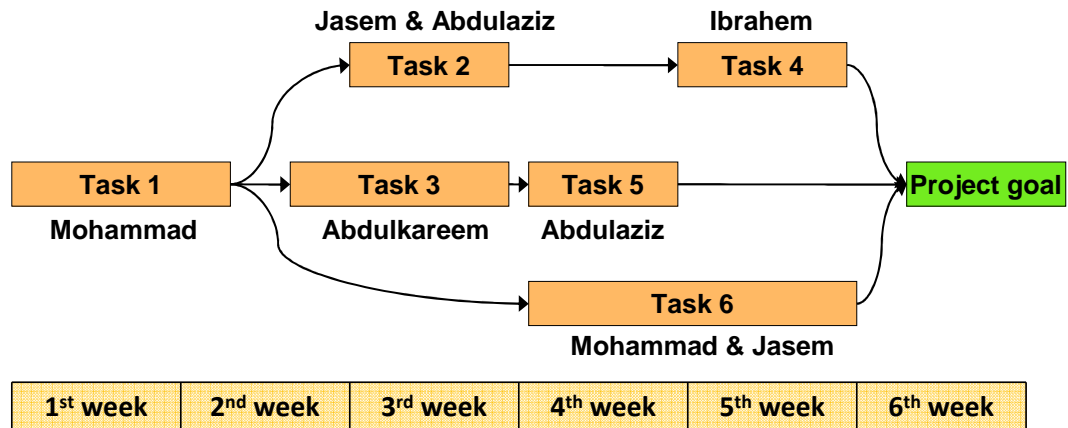 Jasem & Abdulaziz
Ibrahem
Task 2
Task 4
Task 1
Task 3
Task 5
Project goal
Mohammad
Abdulkareem
Abdulaziz
Task 6
Mohammad & Jasem
1st week
2nd week
3rd week
4th week
5th week
6th week